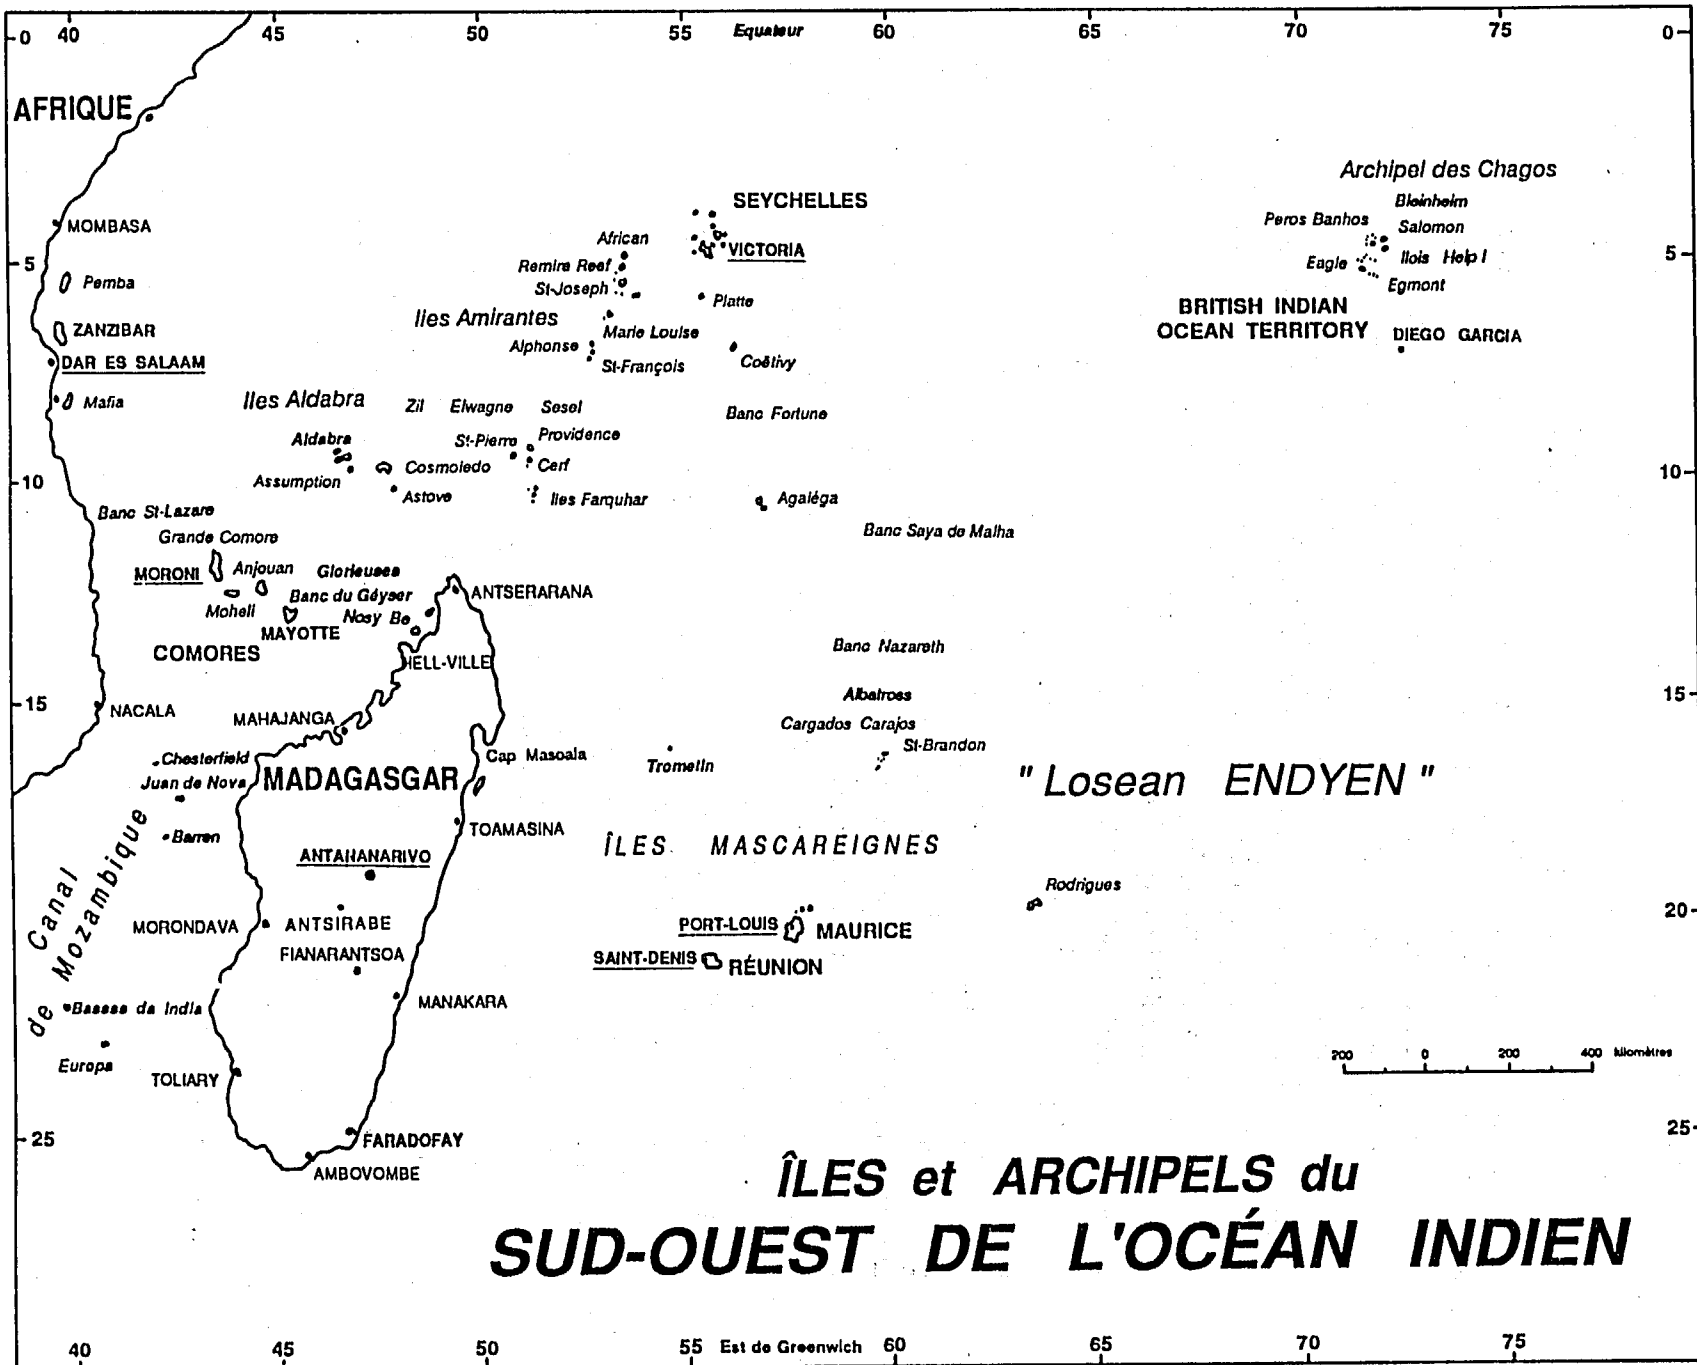 0 40 45 50 55 Equateur 60 65 70 75 0
AFRIQUE
Archipel des Chagos
SEYCHELLES
Bleinheim
Peros Banhos
Salomon
MOMBASA
African
VICTORIA
5
Remire Reef
Eagle
Ilois Help I
5
Pemba
St-Joseph
Egmont
Platte
BRITISH INDIAN
OCEAN TERRITORY
DIEGO GARCIA
Iles Amirantes
Marie Louise
ZANZIBAR
Alphonse
St-François
Coëtivy
DAR ES SALAAM
Mafia
Iles Aldabra
Zil Elwagne Sesel
Banc Fortune
Aldabra
St-Pierre
Providence
Cosmoledo
Cerf
10
Assumption
Astove
Iles Farquhar
Agaléga
10
Banc St-Lazare
Banc Saya de Malha
Grande Comore
MORONI
Anjouan
Glorieuses
Moheli
Banc du Géyser
ANTSERARANA
Nosy Be
MAYOTTE
COMORES
HELL-VILLE
Banc Nazareth
15
NACALA
MAHAJANGA
Albatross
15
Cargados Carajos
St-Brandon
Chesterfield
Cap Masoala
Tromelin
Juan de Nova
MADAGASGAR
" Losean ENDYEN "
Barren
TOAMASINA
ÎLES MASCAREIGNES
Canal
de Mozambique
ANTANANARIVO
Rodrigues
MORONDAVA
ANTSIRABE
PORT-LOUIS
MAURICE
20
FIANARANTSOA
SAINT-DENIS
RÉUNION
Bassas da India
MANAKARA
Europa
TOLIARY
200 0 200 400 kilomètres
25
FARADOFAY
25
AMBOVOMBE
ÎLES et ARCHIPELS du
SUD-OUEST DE L'OCÉAN INDIEN
40 45 50 55 Est de Greenwich 60 65 70 75